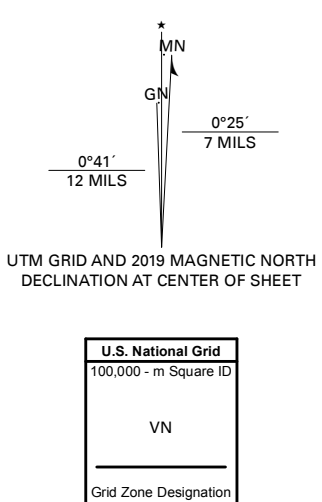 ★
MN
GN
0°25´
7 MILS
0°41´
12 MILS
UTM GRID AND 2019 MAGNETIC NORTH
DECLINATION AT CENTER OF SHEET
U.S. National Grid
100,000 - m Square ID
VN
Grid Zone Designation